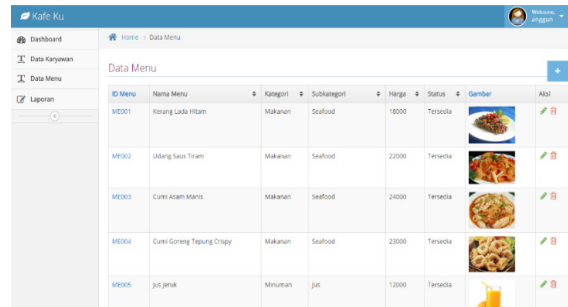 Kafe Ku
Welcome, anggun
Dashboard
Data Karyawan
Data Menu
Laporan
Home > Data Menu
Data Menu
+
ID Menu Nama Menu Kategori Subkategori Harga Status Gambar Aksi
ME001 Kerang Lada Hitam Makanan Seafood 18000 Tersedia
ME002 Udang Saus Tiram Makanan Seafood 22000 Tersedia
ME003 Cumi Asam Manis Makanan Seafood 24000 Tersedia
ME004 Cumi Goreng Tepung Crispy Makanan Seafood 23000 Tersedia
ME005 Jus Jeruk Minuman Jus 12000 Tersedia